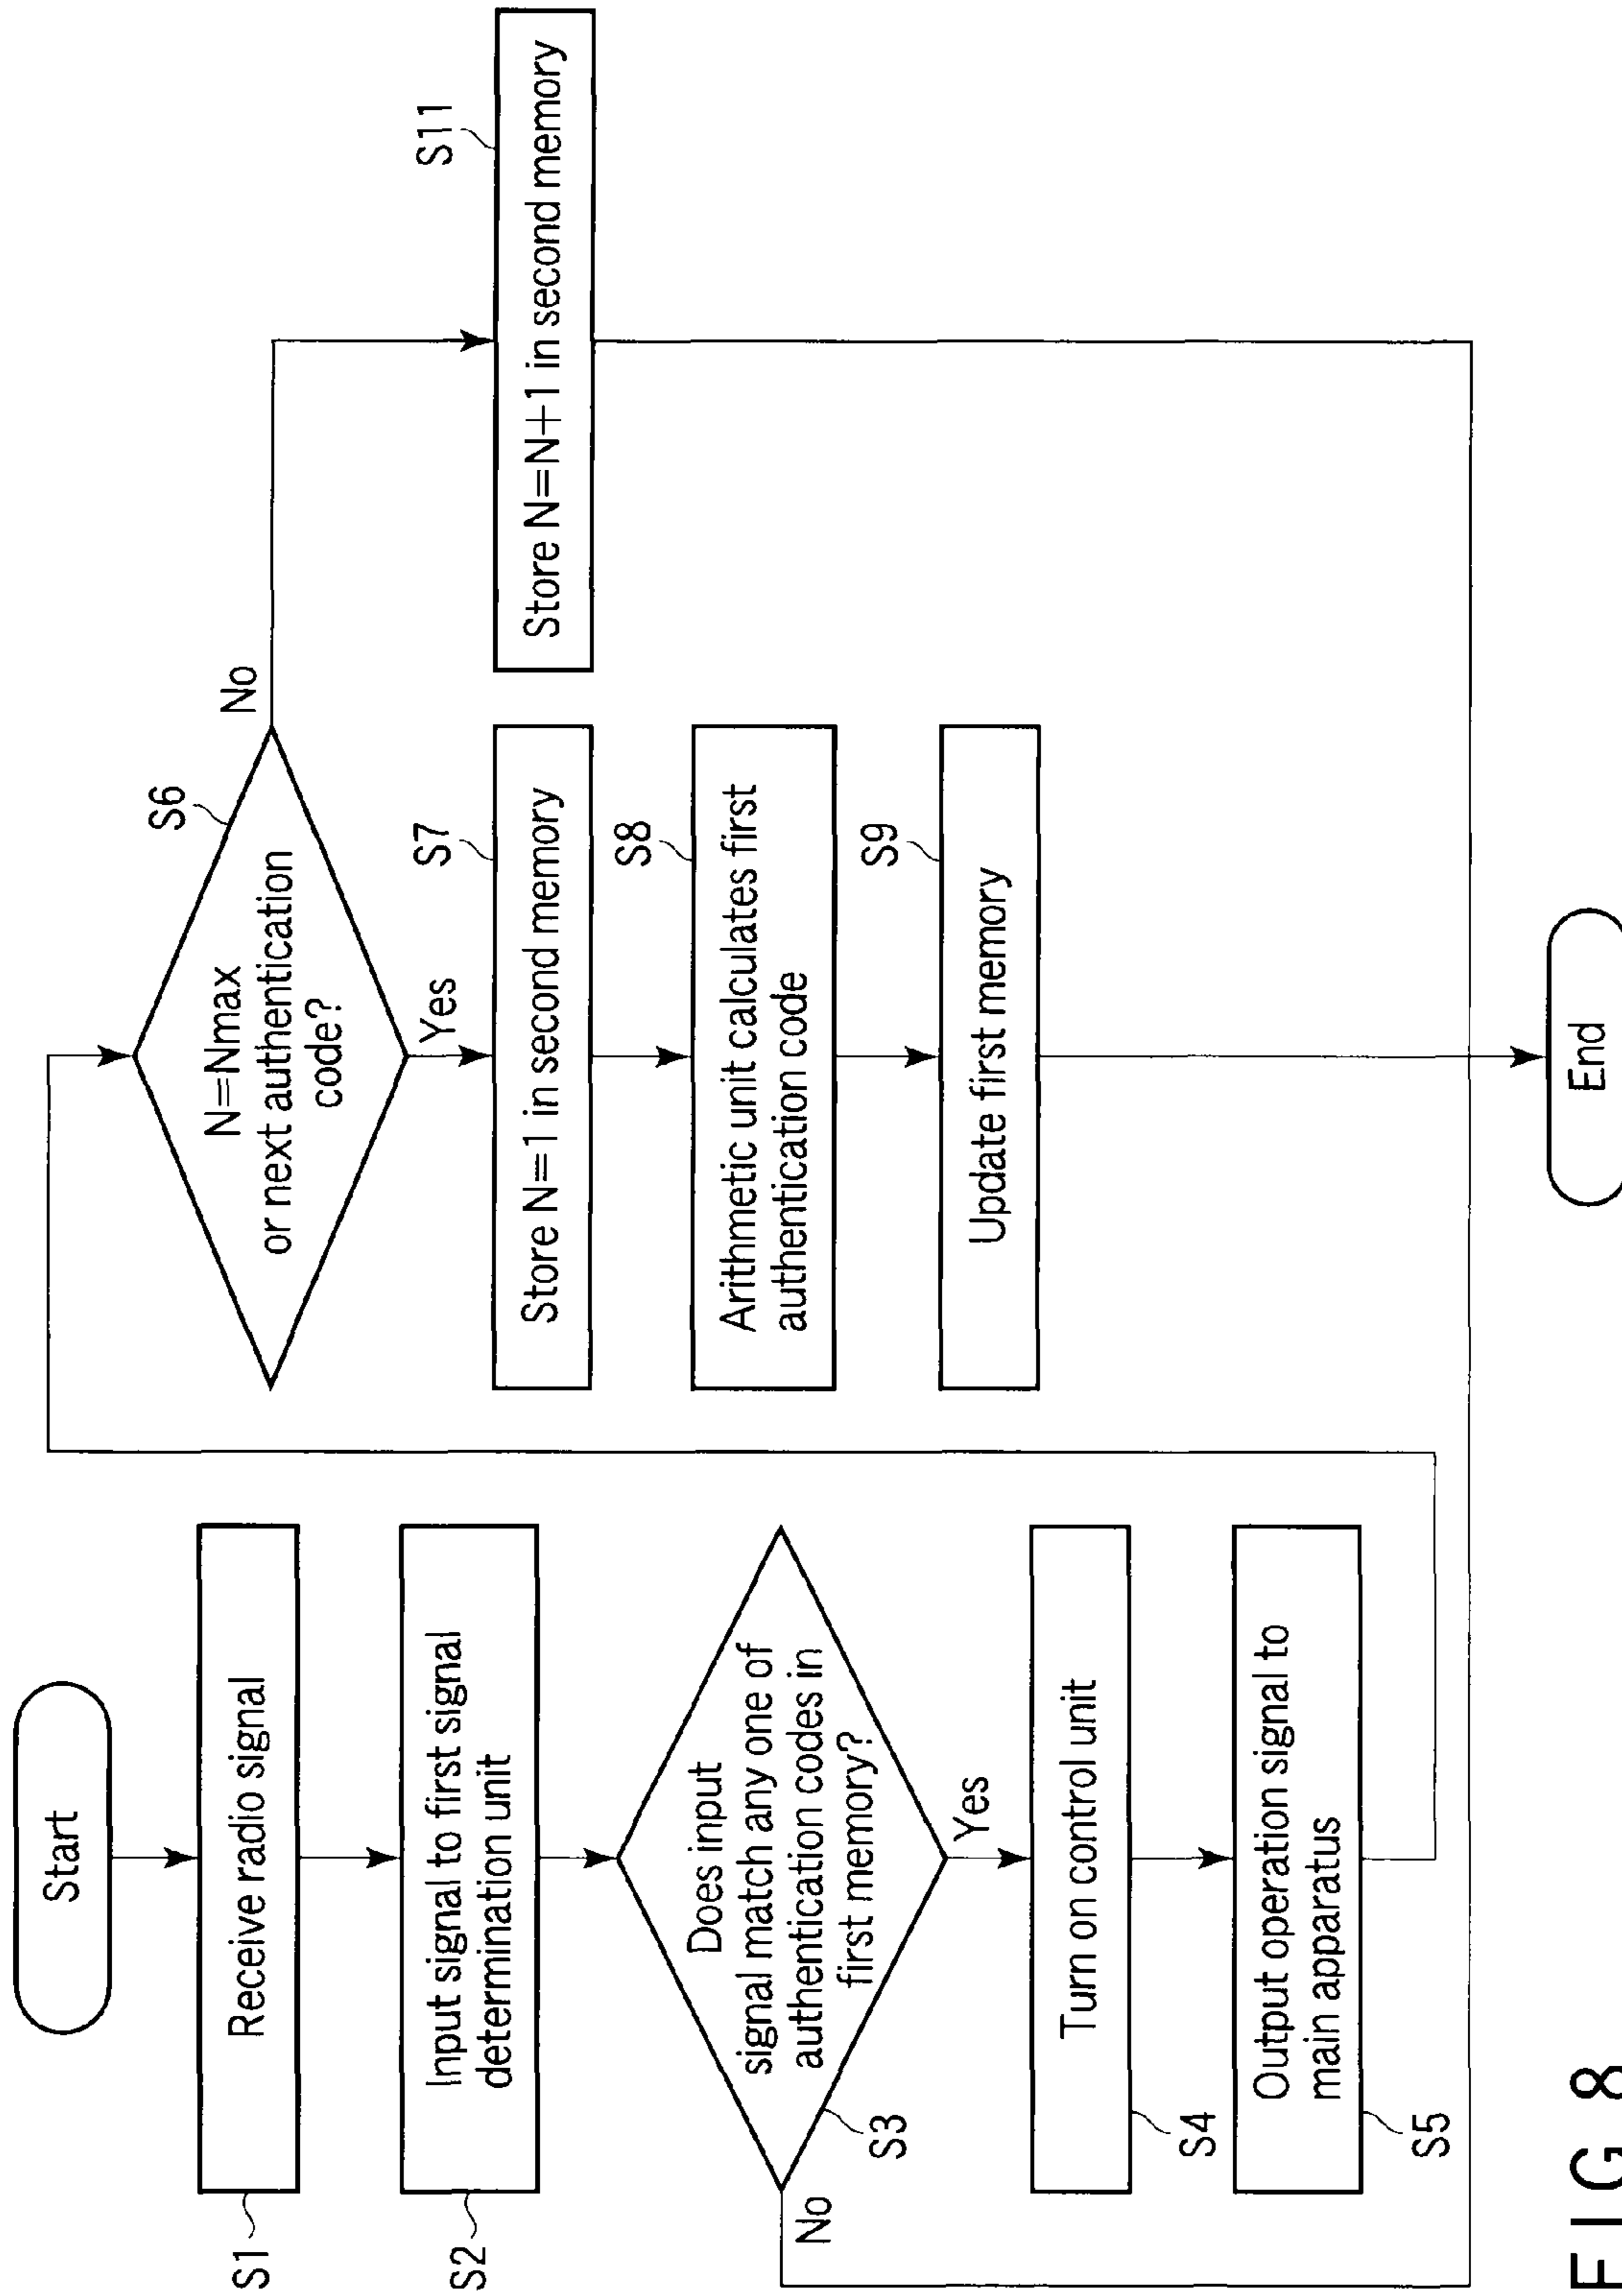 Start
S1
Receive radio signal
S2
Input signal to first signal
determination unit
Does input
signal match any one of
authentication codes in
first memory?
S3
No
Yes
Turn on control unit
S4
Output operation signal to
main apparatus
S5
S6
N=Nmax
or next authentication
code?
No
Yes
S7
Store N=1 in second memory
S8
Arithmetic unit calculates first
authentication code
S9
Update first memory
S11
Store N=N+1 in second memory
End
FIG 8